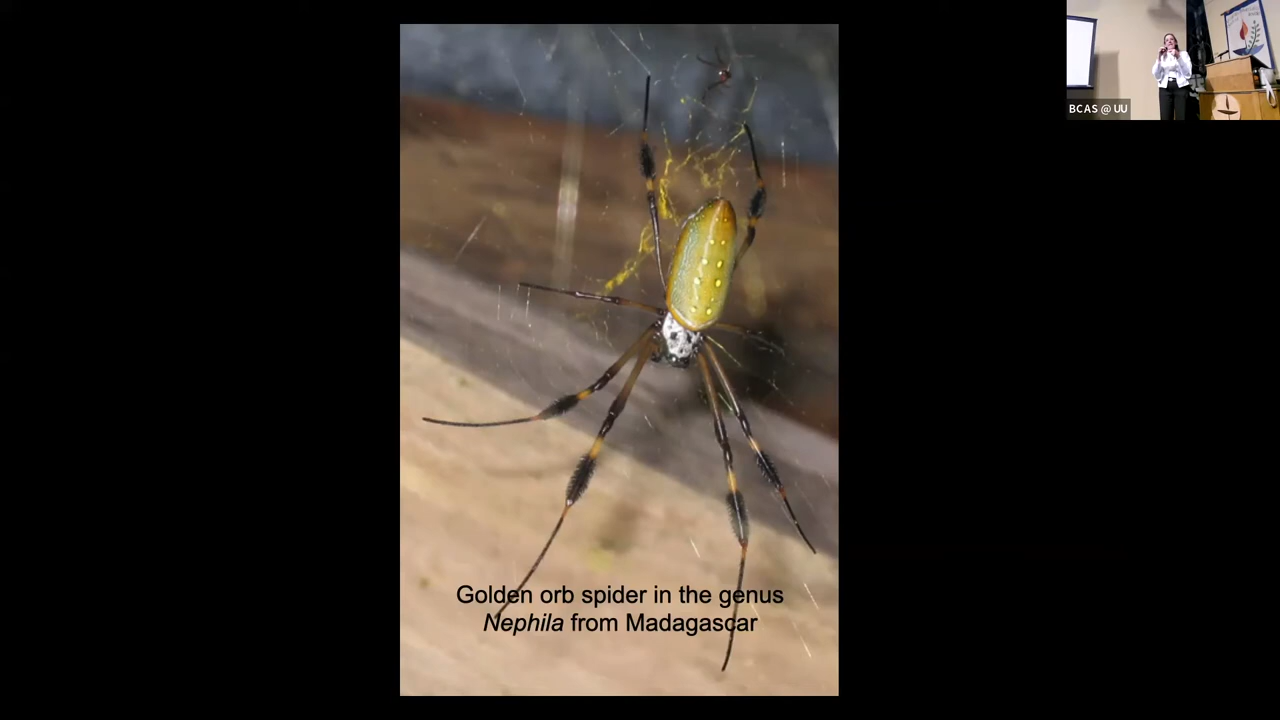 BCAS @ UU
Golden orb spider in the genus
Nephila from Madagascar